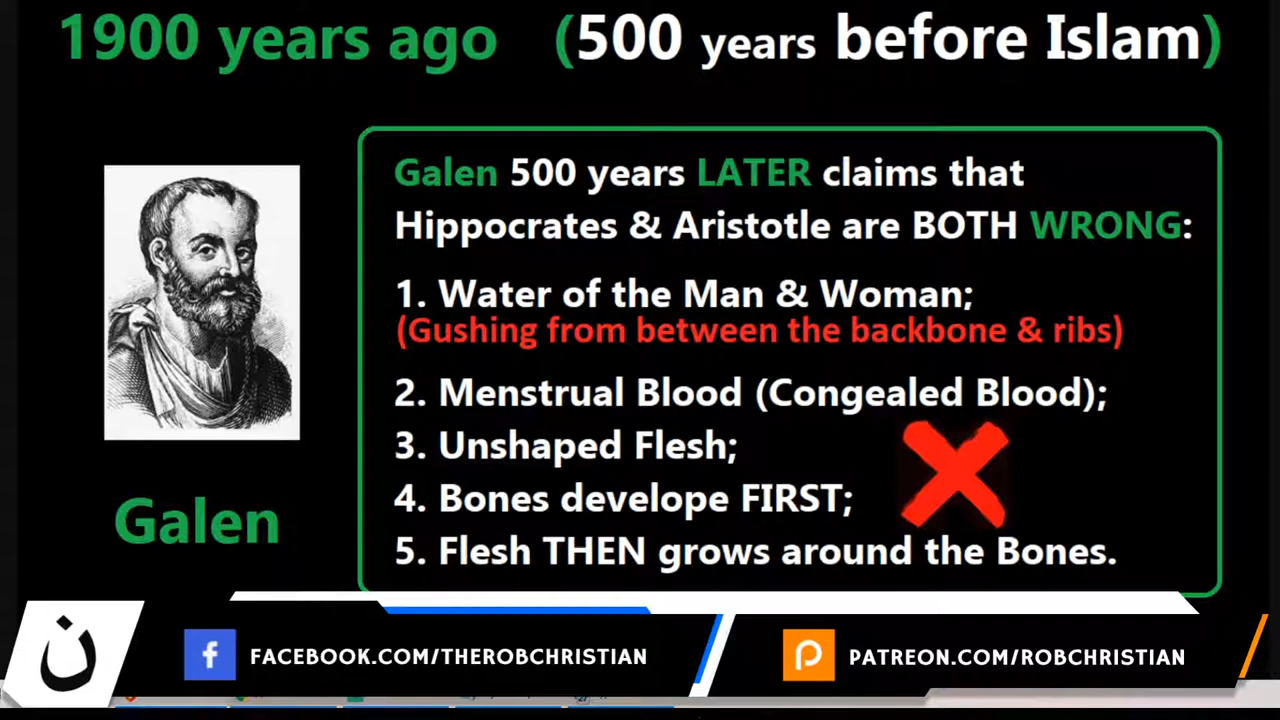 1900 years ago (500 years before Islam)
Galen 500 years LATER claims that
Hippocrates & Aristotle are BOTH WRONG:
1. Water of the Man & Woman;
(Gushing from between the backbone & ribs)
2. Menstrual Blood (Congealed Blood);
3. Unshaped Flesh;
4. Bones develope FIRST;
5. Flesh THEN grows around the Bones.
Galen
ن
f
FACEBOOK.COM/THEROBCHRISTIAN
PATREON.COM/ROBCHRISTIAN